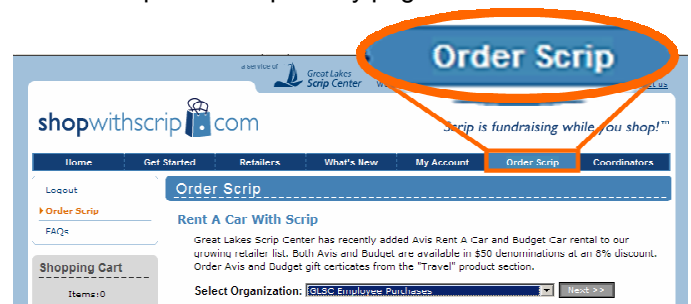 Order Scrip
a service of
Great Lakes
Scrip Center
shopwithscrip.com
Scrip is fundraising while you shop!™
Home Get Started Retailers What's New My Account Order Scrip Coordinators
Logout
Order Scrip
FAQs
Shopping Cart
Items:0
Order Scrip
Rent A Car With Scrip
Great Lakes Scrip Center has recently added Avis Rent A Car and Budget Car rental to our
growing retailer list. Both Avis and Budget are available in $50 denominations at an 8% discount.
Order Avis and Budget gift certicates from the "Travel" product section.
Select Organization: GLSC Employee Purchases Next >>